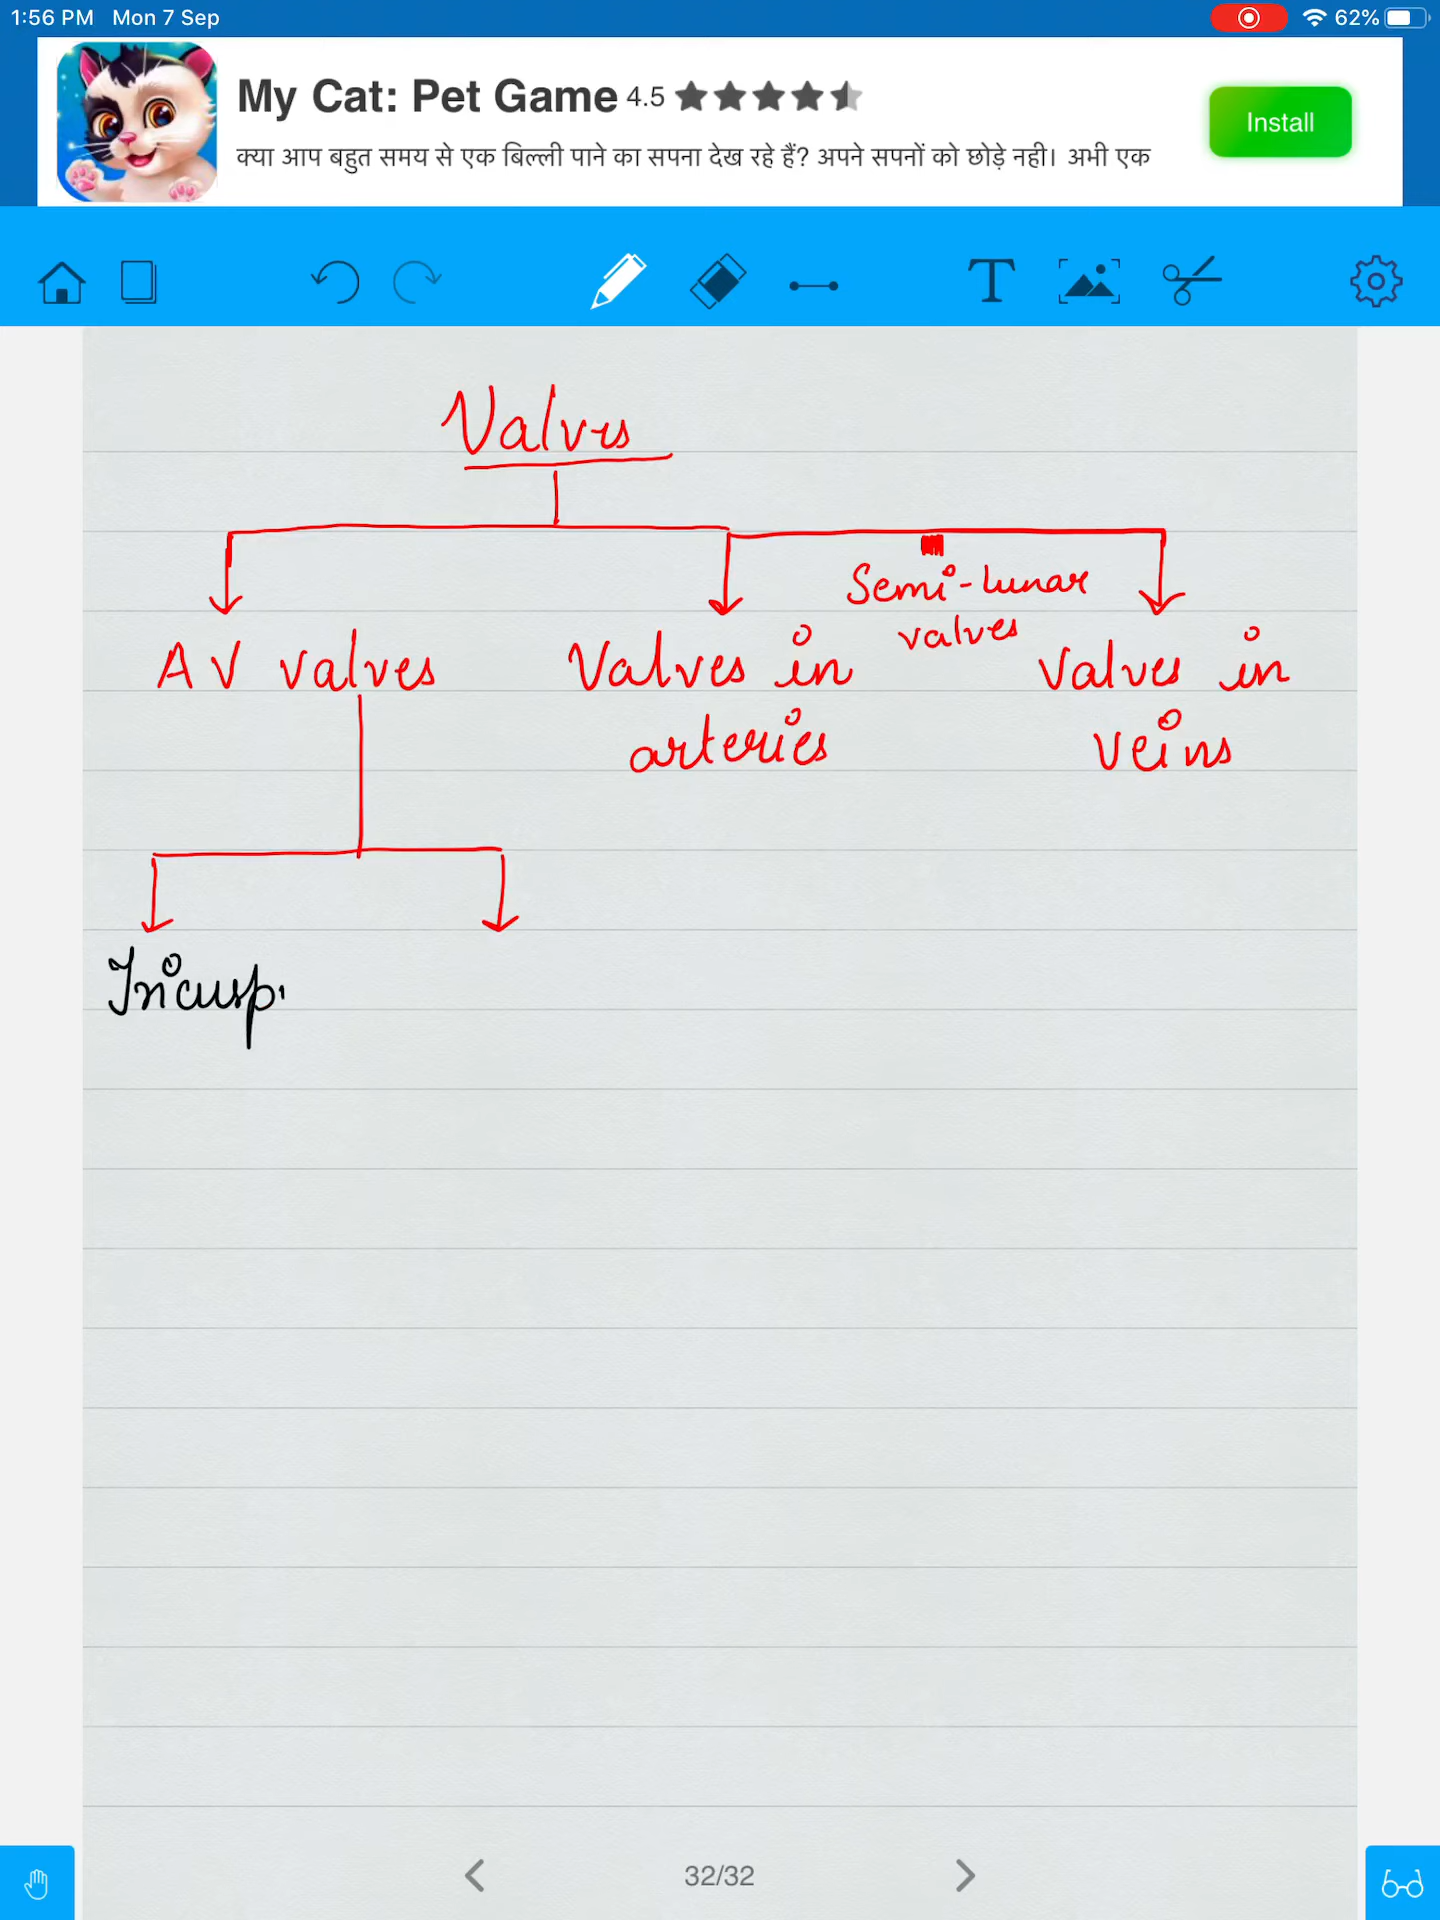 1:56 PM Mon 7 Sep
62%
My Cat: Pet Game 4.5
Install
क्या आप बहुत समय से एक बिल्ली पाने का सपना देख रहे हैं? अपने सपनों को छोड़े नही। अभी एक
T
Valves
Semi-lunar
valves
AV valves
Valves in
arteries
Valves in
veins
Tricusp
32/32